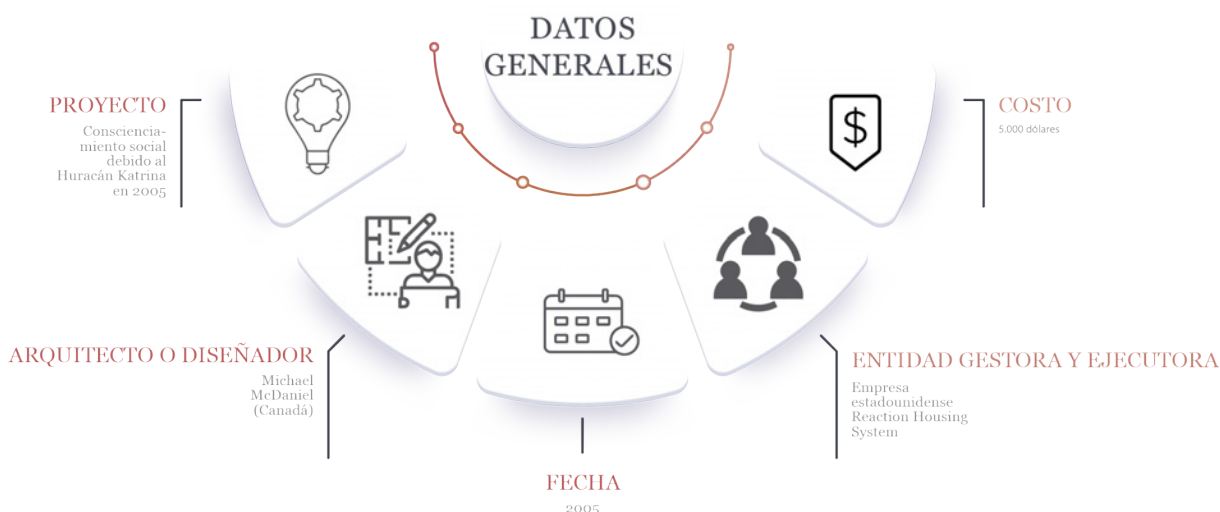 DATOS
GENERALES
PROYECTO
Consciencia-
miento social
debido al
Huracán Katrina
en 2005
ARQUITECTO O DISEÑADOR
Michael
McDaniel
(Canadá)
FECHA
2005
ENTIDAD GESTORA Y EJECUTORA
Empresa
estadounidense
Reaction Housing
System
COSTO
5.000 dólares
$